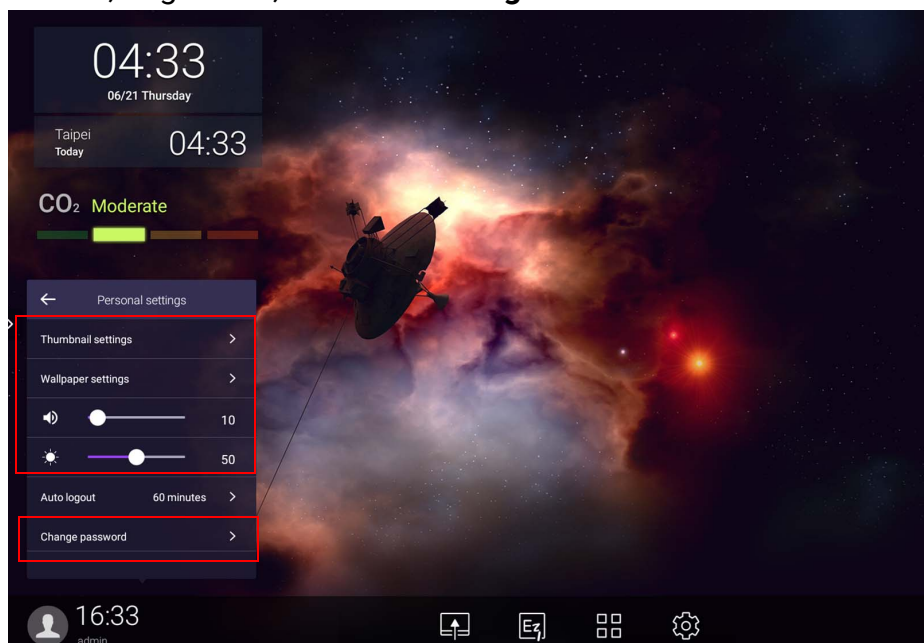 04:33
06/21 Thursday
Taipei
Today
04:33
CO₂ Moderate
Personal settings
Thumbnail settings
Wallpaper settings
10
50
Auto logout 60 minutes
Change password
16:33
admin